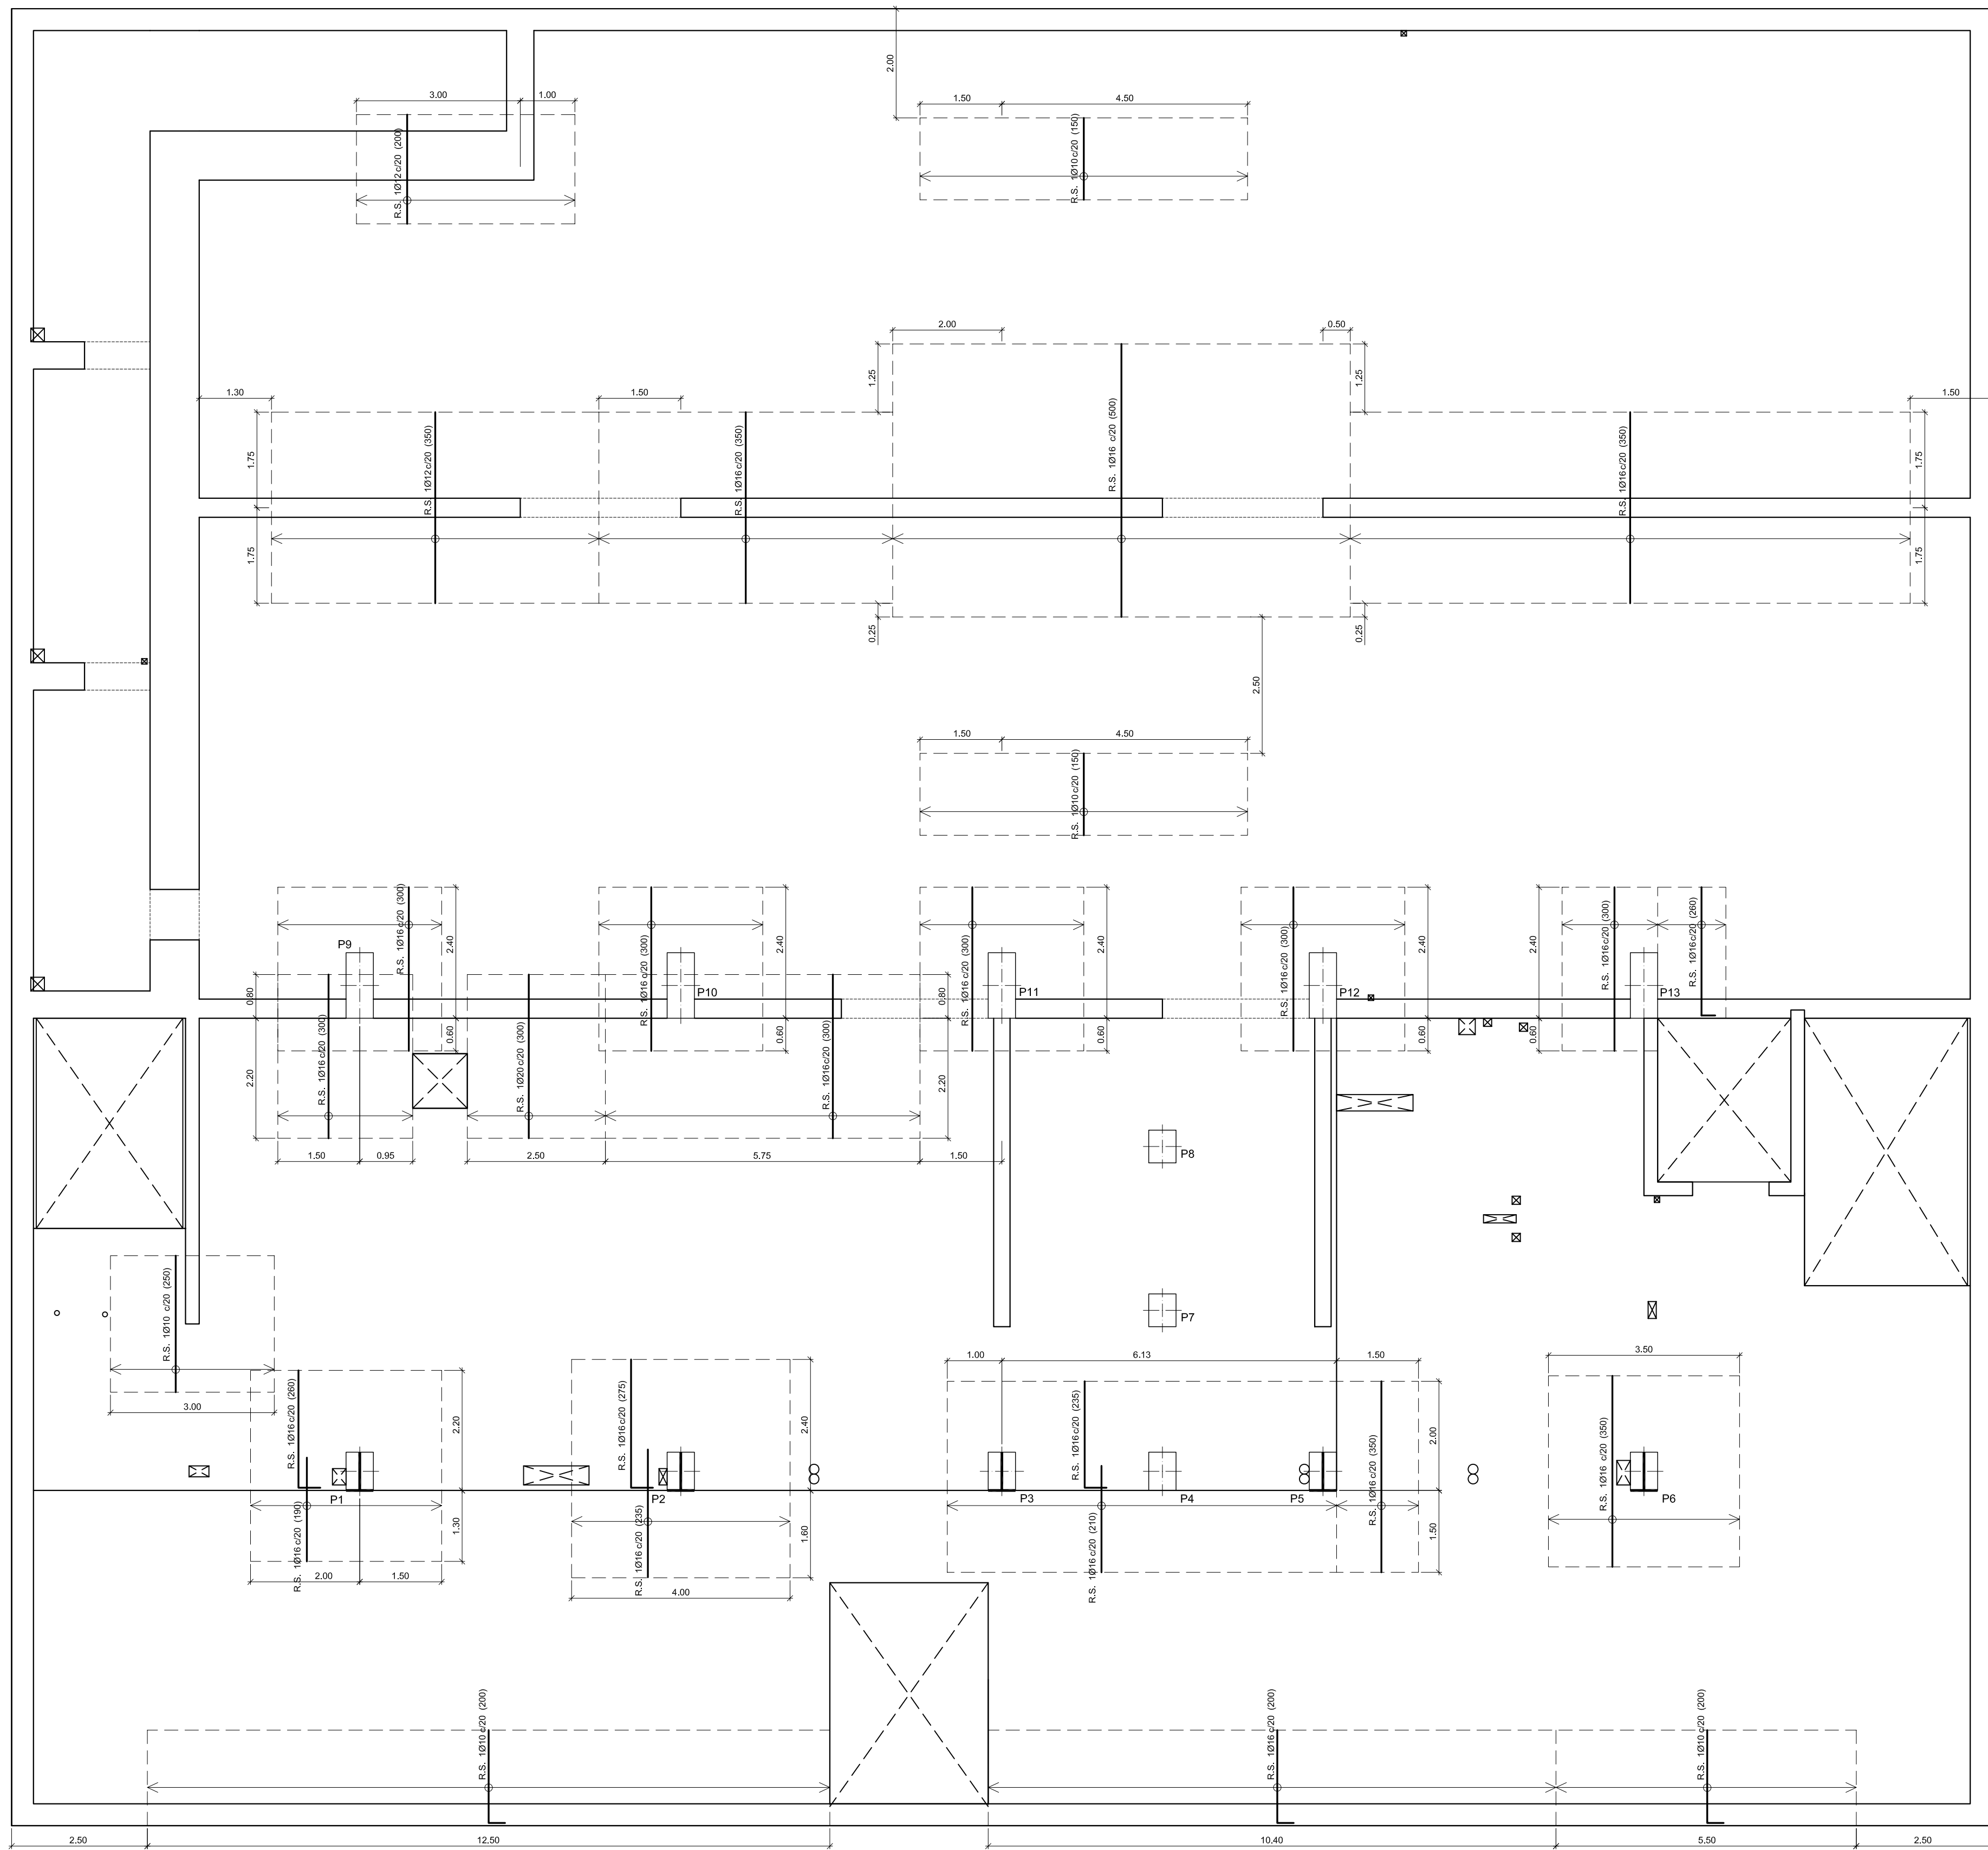 2.00
3.00
1.00
1.50
4.50
R.S. 1Ø12 c/20 (200)
R.S. 1Ø10 c/20 (150)
2.00
0.50
1.25
1.25
1.30
1.50
1.50
1.75
R.S. 1Ø12 c/20 (350)
R.S. 1Ø16 c/20 (350)
R.S. 1Ø16 c/20 (500)
R.S. 1Ø16 c/20 (350)
1.75
1.75
1.75
0.25
0.25
2.50
1.50
4.50
R.S. 1Ø10 c/20 (150)
P9
R.S. 1Ø16 c/20 (300)
2.40
R.S. 1Ø16 c/20 (300)
2.40
R.S. 1Ø16 c/20 (300)
2.40
R.S. 1Ø16 c/20 (300)
2.40
2.40
R.S. 1Ø16 c/20 (300)
R.S. 1Ø16 c/20 (260)
P10
P11
P12
P13
0.80
0.80
0.60
0.60
0.60
0.60
0.60
2.20
R.S. 1Ø16 c/20 (300)
R.S. 1Ø20 c/20 (300)
R.S. 1Ø16 c/20 (300)
2.20
1.50
0.95
2.50
5.75
1.50
P8
P7
R.S. 1Ø10 c/20 (250)
3.00
R.S. 1Ø16 c/20 (260)
2.20
R.S. 1Ø16 c/20 (275)
2.40
1.00
6.13
1.50
R.S. 1Ø16 c/20 (235)
2.00
3.50
R.S. 1Ø16 c/20 (350)
R.S. 1Ø16 c/20 (350)
P1
P2
P3
P4
P5
P6
R.S. 1Ø16 c/20 (190)
1.30
R.S. 1Ø16 c/20 (235)
1.60
R.S. 1Ø16 c/20 (210)
1.50
2.00
1.50
4.00
R.S. 1Ø10 c/20 (200)
R.S. 1Ø16 c/20 (200)
R.S. 1Ø10 c/20 (200)
2.50
12.50
10.40
5.50
2.50